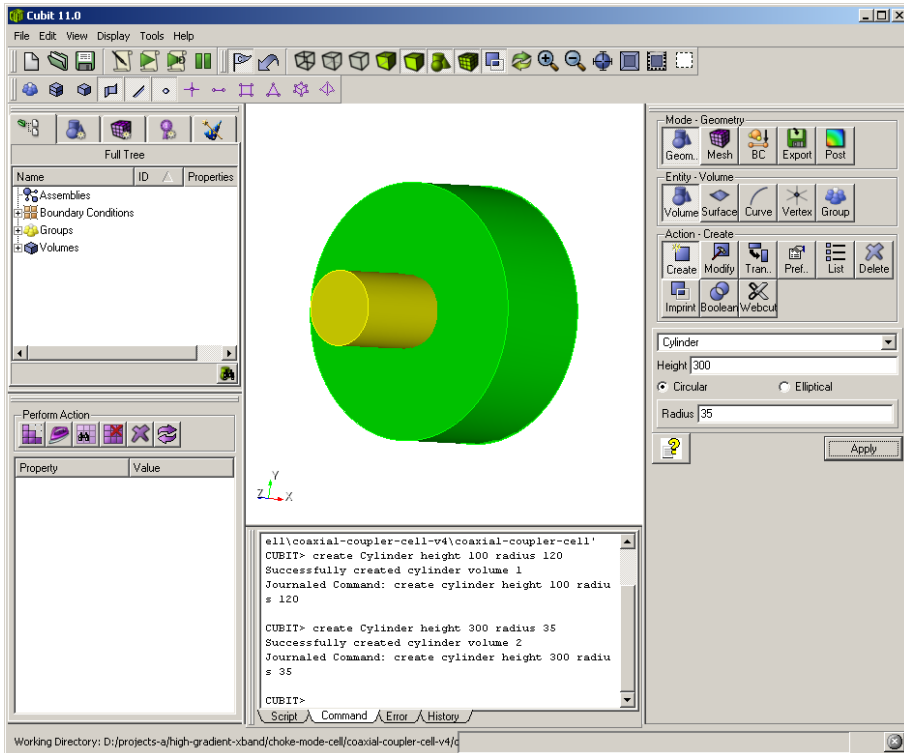 Cubit 11.0
File Edit View Display Tools Help
Full Tree
Name ID Properties
Assemblies
Boundary Conditions
Groups
Volumes
Perform Action
Property Value
Z Y X
ell\coaxial-coupler-cell-v4\coaxial-coupler-cell'
CUBIT> create Cylinder height 100 radius 120
Successfully created cylinder volume 1
Journaled Command: create cylinder height 100 radiu
s 120
CUBIT> create Cylinder height 300 radius 35
Successfully created cylinder volume 2
Journaled Command: create cylinder height 300 radiu
s 35
CUBIT>
Script Command Error History
Mode - Geometry
Geom.. Mesh BC Export Post
Entity - Volume
Volume Surface Curve Vertex Group
Action - Create
Create Modify Tran.. Pref.. List Delete
Imprint Boolean Webcut
Cylinder
Height 300
Circular Elliptical
Radius 35
Apply
Working Directory: D:/projects-a/high-gradient-xband/choke-mode-cell/coaxial-coupler-cell-v4/c